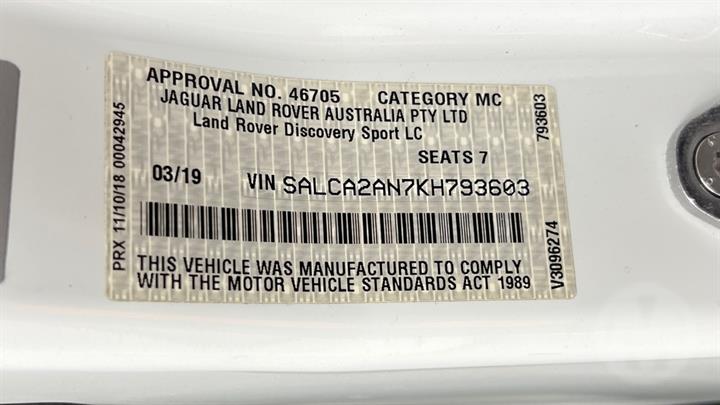 APPROVAL NO. 46705 CATEGORY MC
JAGUAR LAND ROVER AUSTRALIA PTY LTD
Land Rover Discovery Sport LC
SEATS 7
03/19 VIN SALCA2AN7KH793603
THIS VEHICLE WAS MANUFACTURED TO COMPLY
WITH THE MOTOR VEHICLE STANDARDS ACT 1989
PRX 11/10/18 00042945
793603
V3096274